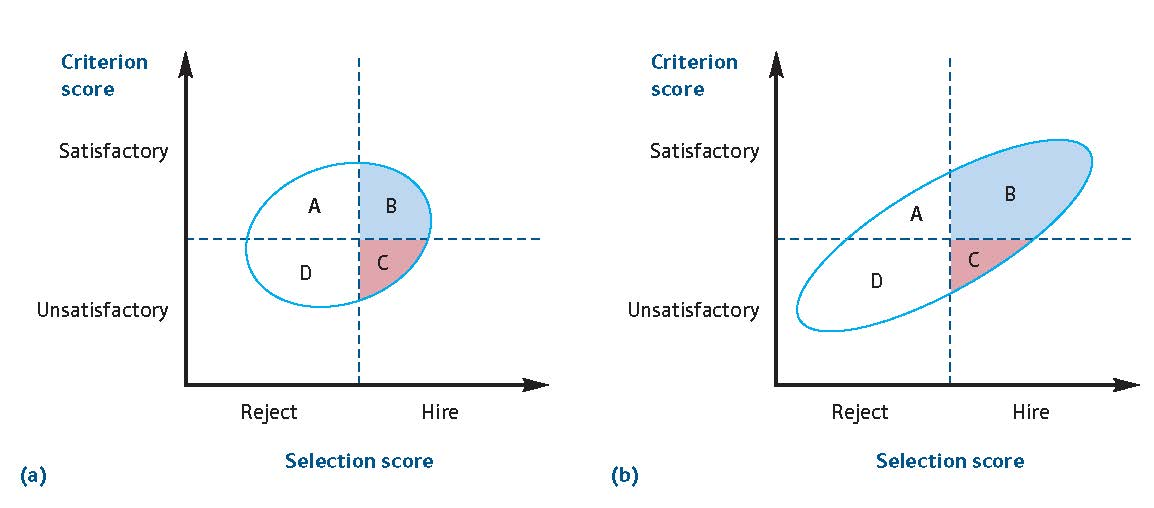 Criterion
score
Satisfactory
A
B
C
D
Unsatisfactory
Reject
Hire
Selection score
(a)
Criterion
score
Satisfactory
A
B
C
D
Unsatisfactory
Reject
Hire
Selection score
(b)